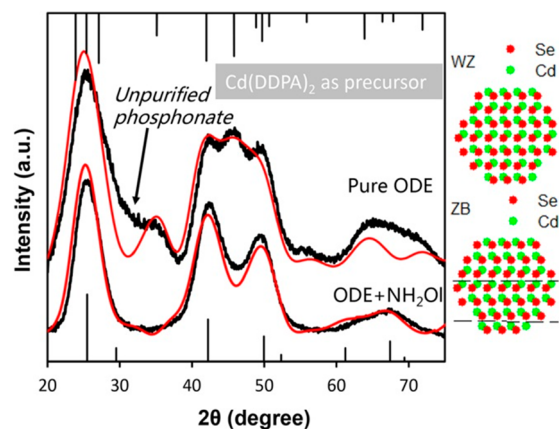 Cd(DDPA)2 as precursor
Unpurified
phosphonate
Pure ODE
ODE+NH2Ol
Intensity (a.u.)
20 30 40 50 60 70
2θ (degree)
WZ
Se
Cd
ZB
Se
Cd